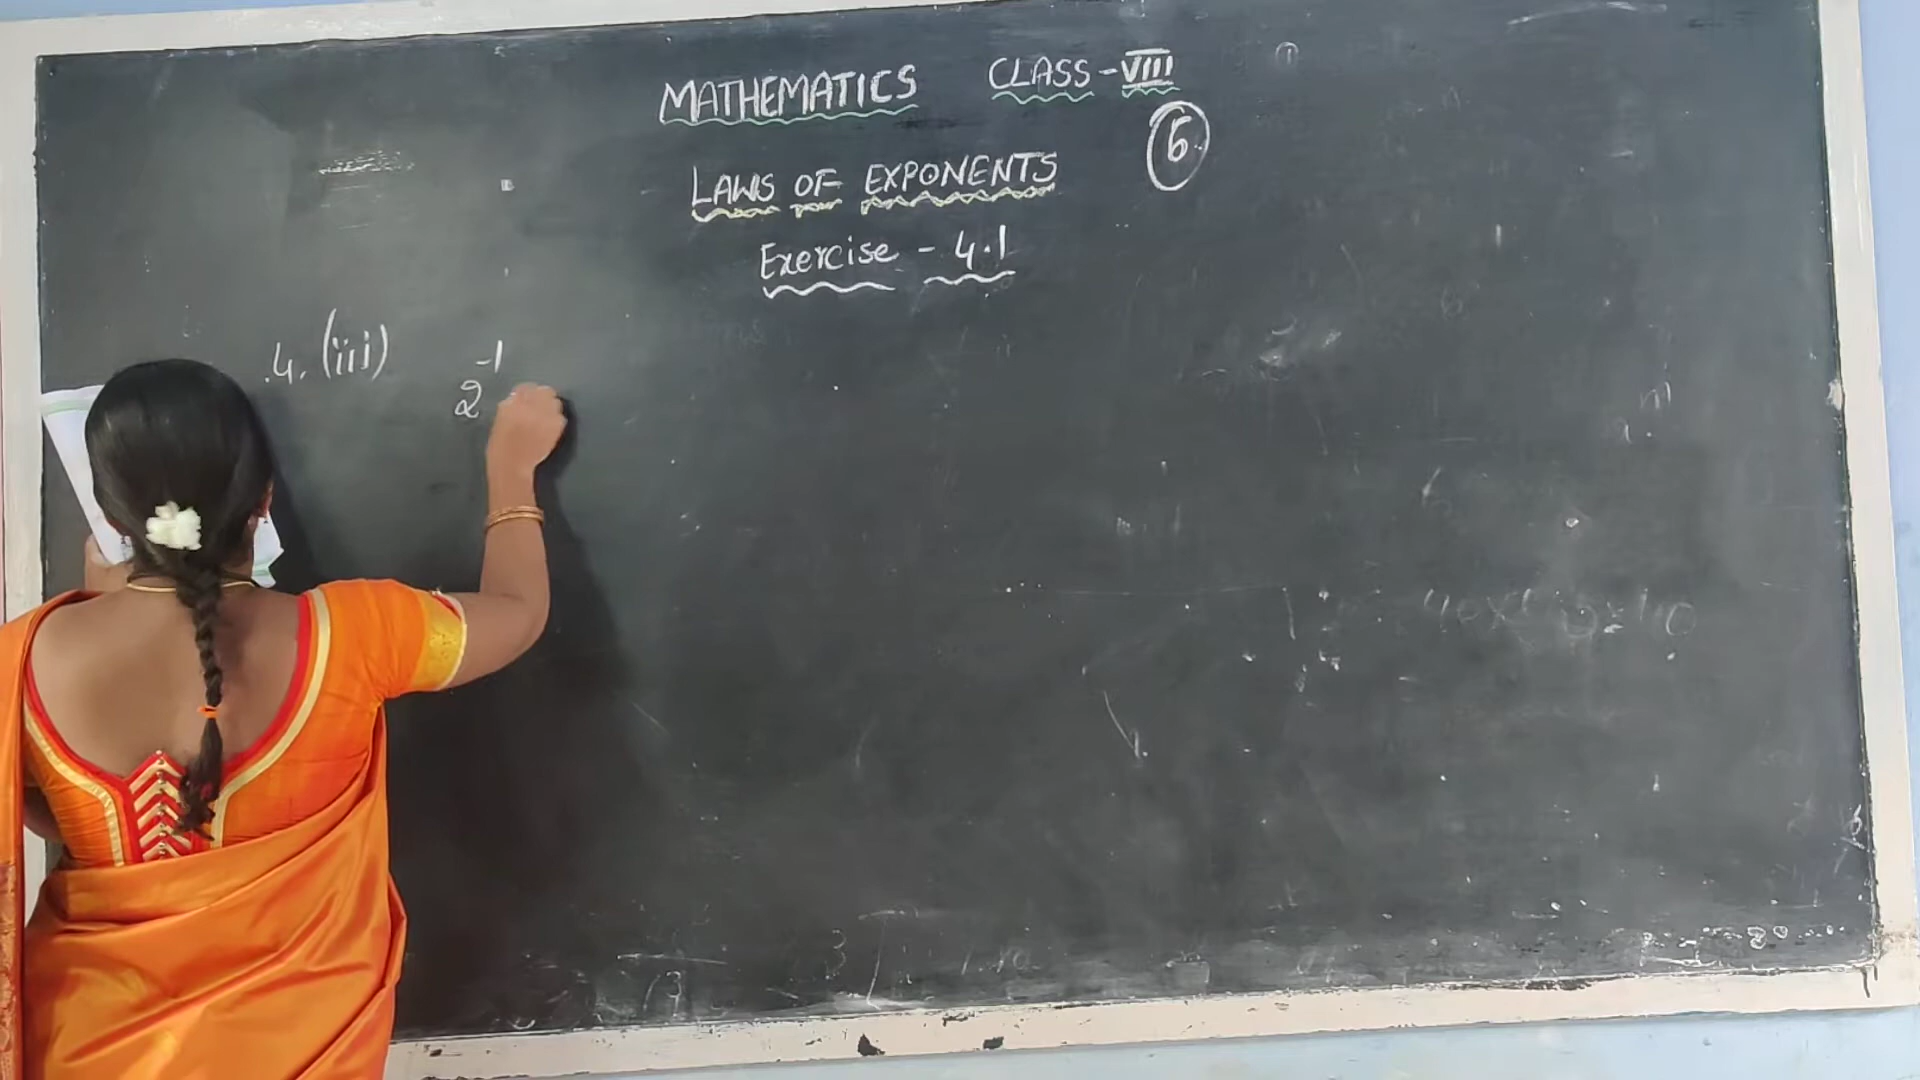 MATHEMATICS CLASS - VIII
6
LAWS OF EXPONENTS
Exercise - 4.1
4. (iii) 2⁻¹